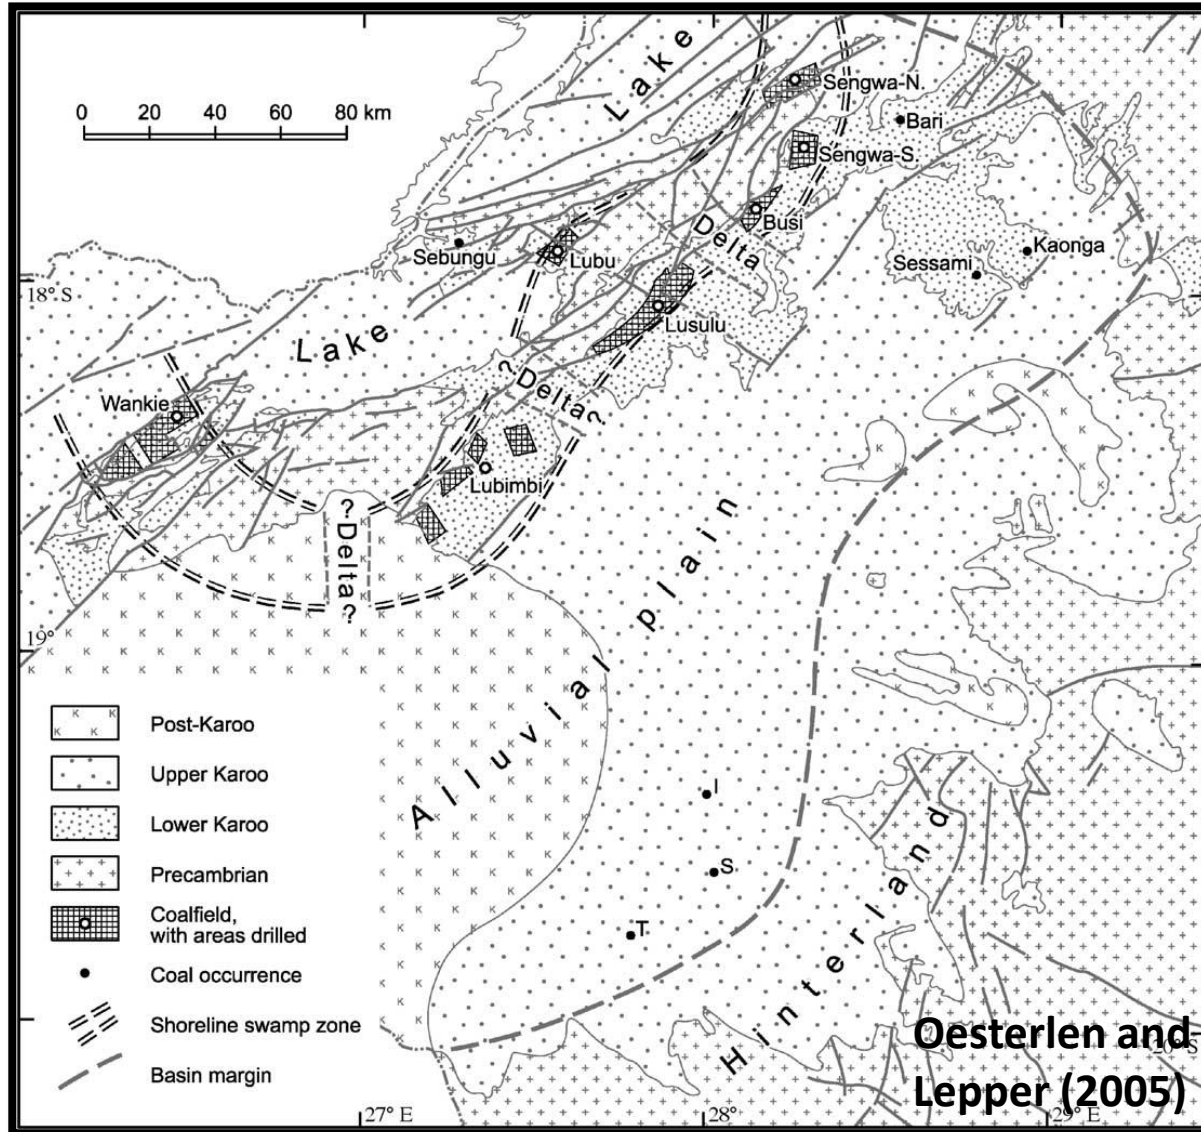 0 20 40 60 80 km
Lake
Sengwa-N.
Bari
Sengwa-S.
Busi
Delta
Sebungu
Lubu
Kaonga
Sessami
18° S
Lusulu
Lake
? Delta ?
Wankie
Lubimbi
? Delta ?
Alluvial plain
19°
Post-Karoo
Upper Karoo
Lower Karoo
Precambrian
Coalfield,
with areas drilled
Coal occurrence
Shoreline swamp zone
Basin margin
I
S
T
Hinterland
20° S
27° E
28°
29° E
Oesterlen and
Lepper (2005)